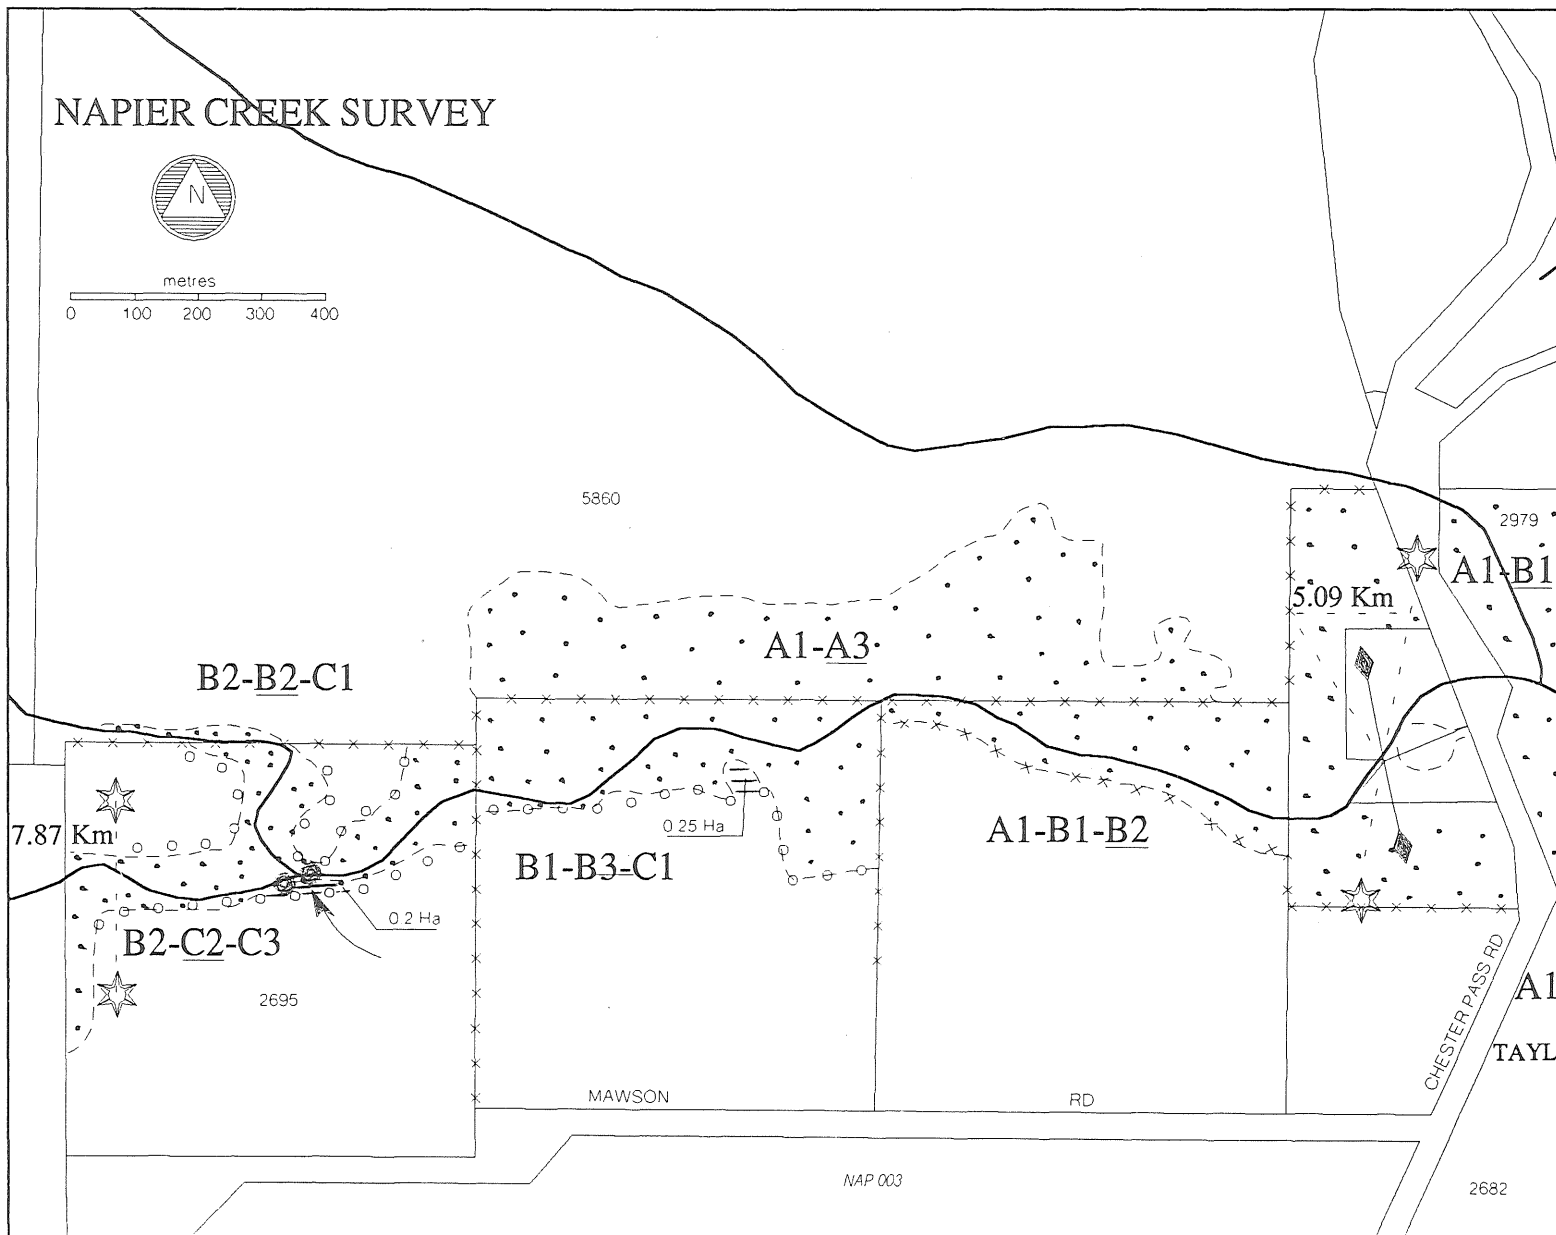 NAPIER CREEK SURVEY
N
metres
0 100 200 300 400
5860
2979
A1-B1
5.09 Km
A1-A3
B2-B2-C1
7.87 Km
0.25 Ha
A1-B1-B2
B1-B3-C1
0.2 Ha
B2-C2-C3
2695
CHESTER PASS RD
A1
TAYL
MAWSON RD
NAP 003
2682